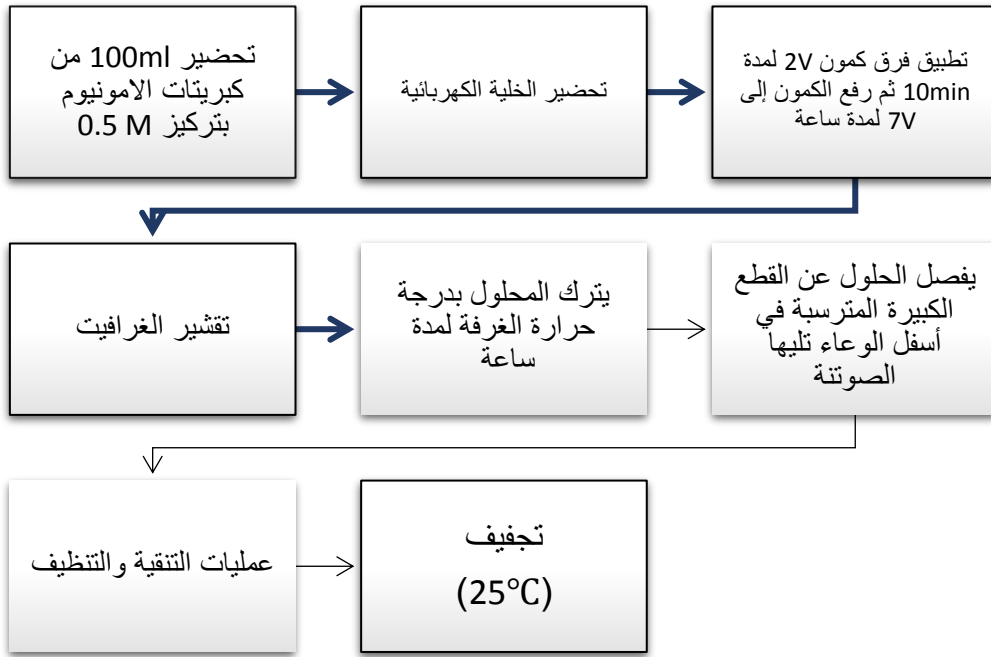 تحضير 100ml من
كبريتات الامونيوم
بتركيز 0.5 M
تحضير الخلية الكهربائية
تطبيق فرق كمون 2V لمدة
10min ثم رفع الكمون إلى
7V لمدة ساعة
تقشير الغرافيت
يترك المحلول بدرجة
حرارة الغرفة لمدة
ساعة
يفصل الحلول عن القطع
الكبيرة المترسبة في
أسفل الوعاء تليها
الصوتنة
عمليات التنقية والتنظيف
تجفيف
(25°C)